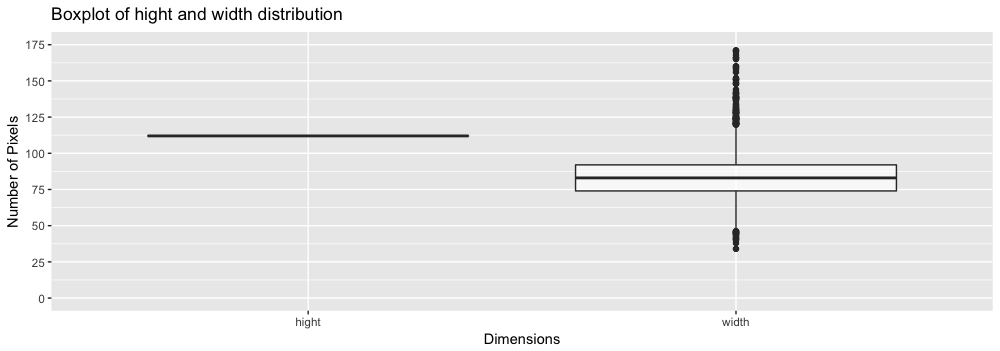 Boxplot of hight and width distribution
Number of Pixels
175
150
125
100
75
50
25
0
hight
width
Dimensions